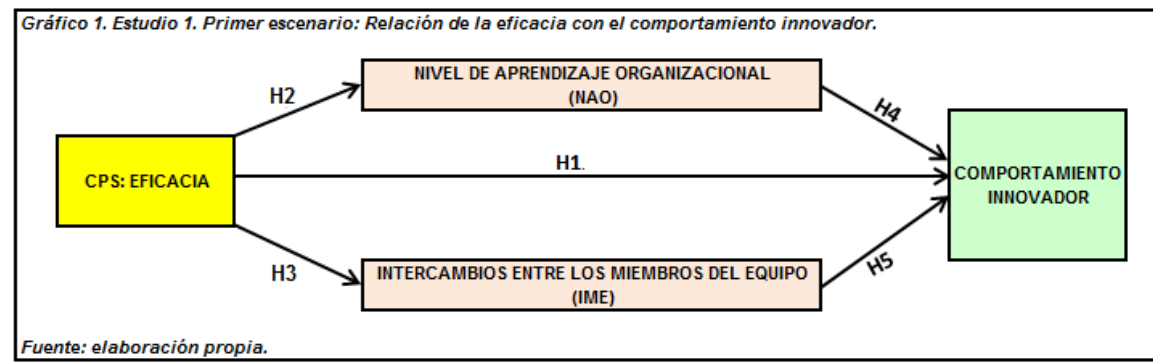 Gráfico 1. Estudio 1. Primer escenario: Relación de la eficacia con el comportamiento innovador.
NIVEL DE APRENDIZAJE ORGANIZACIONAL
(NAO)
H2
H4
CPS: EFICACIA
H1.
COMPORTAMIENTO
INNOVADOR
H3
INTERCAMBIOS ENTRE LOS MIEMBROS DEL EQUIPO
(IME)
H5
Fuente: elaboración propia.